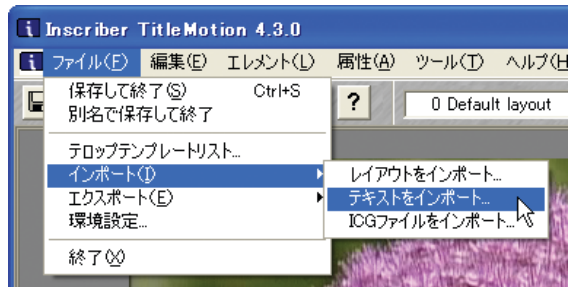 Inscriber TitleMotion 4.3.0
ファイル(F) 編集(E) エレメント(L) 属性(A) ツール(T) ヘルプ(H
保存して終了(S) Ctrl+S
別名で保存して終了
? 0 Default layout
テロップテンプレートリスト...
インポート(I)
レイアウトをインポート...
エクスポート(E)
テキストをインポート...
環境設定...
ICGファイルをインポート...
終了(X)